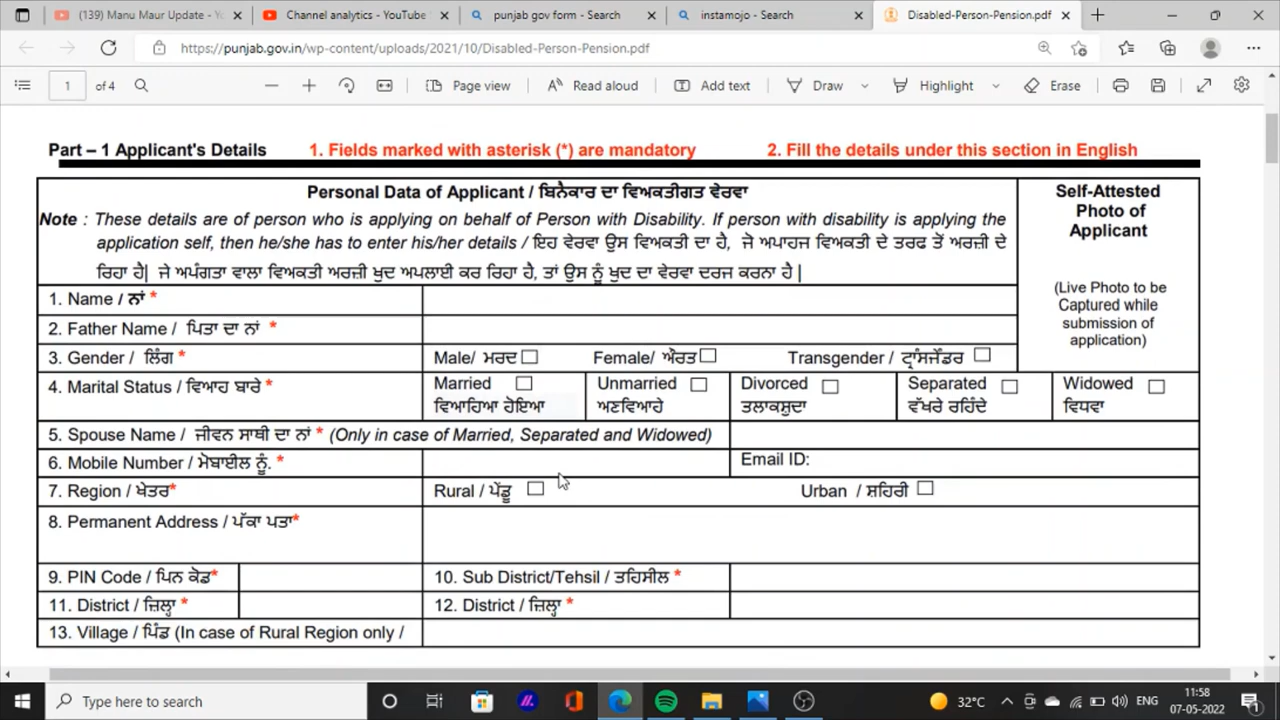 (139) Manu Maur Update - Y
Channel analytics - YouTube
punjab gov form - Search
instamojo - Search
Disabled-Person-Pension.pdf
https://punjab.gov.in/wp-content/uploads/2021/10/Disabled-Person-Pension.pdf
1 of 4 Page view Read aloud Add text Draw Highlight Erase
Part – 1 Applicant's Details 1. Fields marked with asterisk (*) are mandatory 2. Fill the details under this section in English
Personal Data of Applicant / ਬਿਨੈਕਾਰ ਦਾ ਵਿਅਕਤੀਗਤ ਵੇਰਵਾ
Note : These details are of person who is applying on behalf of Person with Disability. If person with disability is applying the
application self, then he/she has to enter his/her details / ਇਹ ਵੇਰਵਾ ਉਸ ਵਿਅਕਤੀ ਦਾ ਹੈ, ਜੋ ਅਪਾਹਜ ਵਿਅਕਤੀ ਦੇ ਤਰਫ ਤੋਂ ਅਰਜ਼ੀ ਦੇ
ਰਿਹਾ ਹੈ| ਜੇ ਅਪੰਗਤਾ ਵਾਲਾ ਵਿਅਕਤੀ ਅਰਜ਼ੀ ਖੁਦ ਅਪਲਾਈ ਕਰ ਰਿਹਾ ਹੈ, ਤਾਂ ਉਸ ਨੂੰ ਖੁਦ ਦਾ ਵੇਰਵਾ ਦਰਜ ਕਰਨਾ ਹੈ |
Self-Attested
Photo of
Applicant
(Live Photo to be
Captured while
submission of
application)
1. Name / ਨਾਂ *
2. Father Name / ਪਿਤਾ ਦਾ ਨਾਂ *
3. Gender / ਲਿੰਗ * Male/ ਮਰਦ Female/ ਔਰਤ Transgender / ਟ੍ਰਾਂਸਜੇਂਡਰ
4. Marital Status / ਵਿਆਹ ਬਾਰੇ * Married Unmarried Divorced Separated Widowed
ਵਿਆਹਿਆ ਹੋਇਆ ਅਣਵਿਆਹੇ ਤਲਾਕਸ਼ੁਦਾ ਵੱਖਰੇ ਰਹਿੰਦੇ ਵਿਧਵਾ
5. Spouse Name / ਜੀਵਨ ਸਾਥੀ ਦਾ ਨਾਂ * (Only in case of Married, Separated and Widowed)
6. Mobile Number / ਮੋਬਾਈਲ ਨੂੰ. * Email ID:
7. Region / ਖੇਤਰ* Rural / ਪੇਂਡੂ Urban / ਸ਼ਹਿਰੀ
8. Permanent Address / ਪੱਕਾ ਪਤਾ*
9. PIN Code / ਪਿਨ ਕੋਡ* 10. Sub District/Tehsil / ਤਹਿਸੀਲ *
11. District / ਜ਼ਿਲ੍ਹਾ * 12. District / ਜ਼ਿਲ੍ਹਾ *
13. Village / ਪਿੰਡ (In case of Rural Region only /
Type here to search
32°C
ENG
11:58
07-05-2022
1